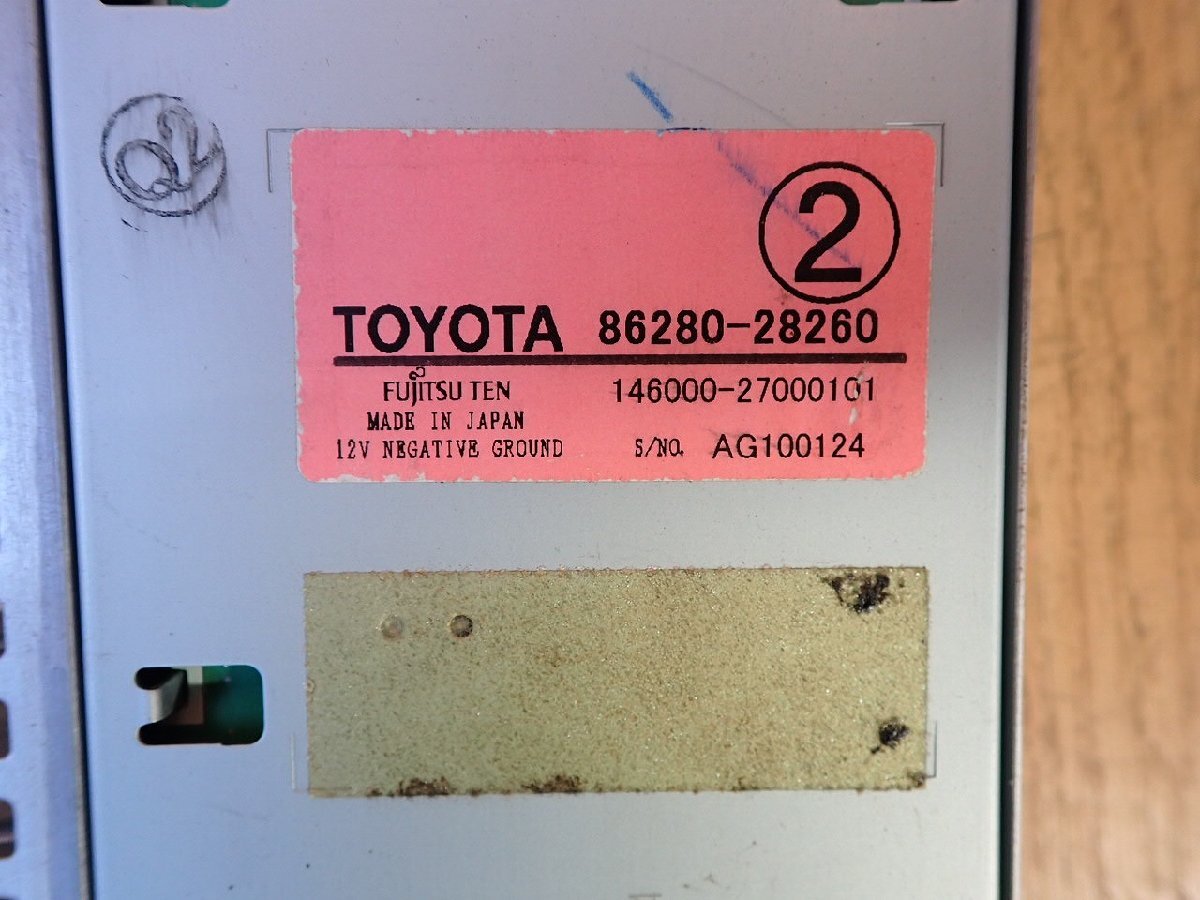 ②
TOYOTA 86280-28260
FUJITSU TEN 146000-27000101
MADE IN JAPAN
12V NEGATIVE GROUND S/NO. AG100124